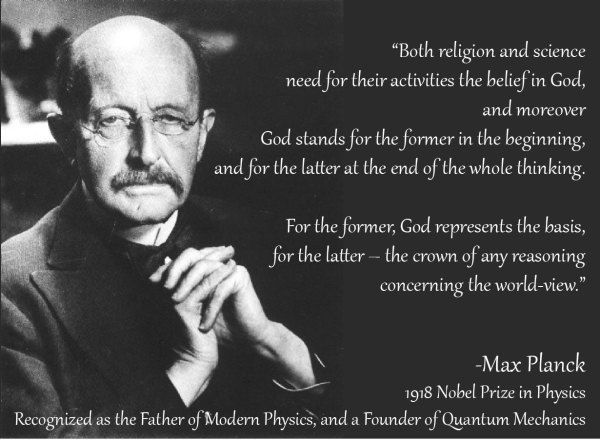 “Both religion and science
need for their activities the belief in God,
and moreover
God stands for the former in the beginning,
and for the latter at the end of the whole thinking.
For the former, God represents the basis,
for the latter – the crown of any reasoning
concerning the world-view.”
-Max Planck
1918 Nobel Prize in Physics
Recognized as the Father of Modern Physics, and a Founder of Quantum Mechanics